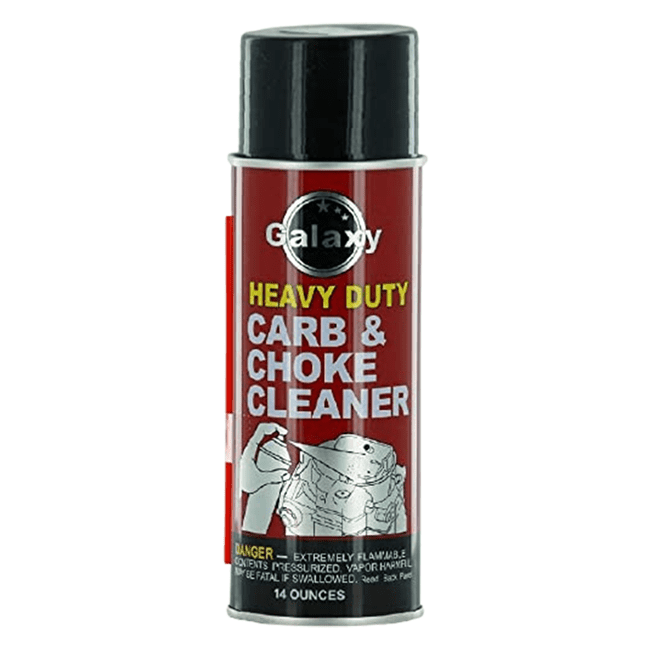 Galaxy
HEAVY DUTY
CARB &
CHOKE
CLEANER
DANGER — EXTREMELY FLAMMABLE
CONTENTS PRESSURIZED. VAPOR HARMFUL
MAY BE FATAL IF SWALLOWED. Read Back Panel
14 OUNCES